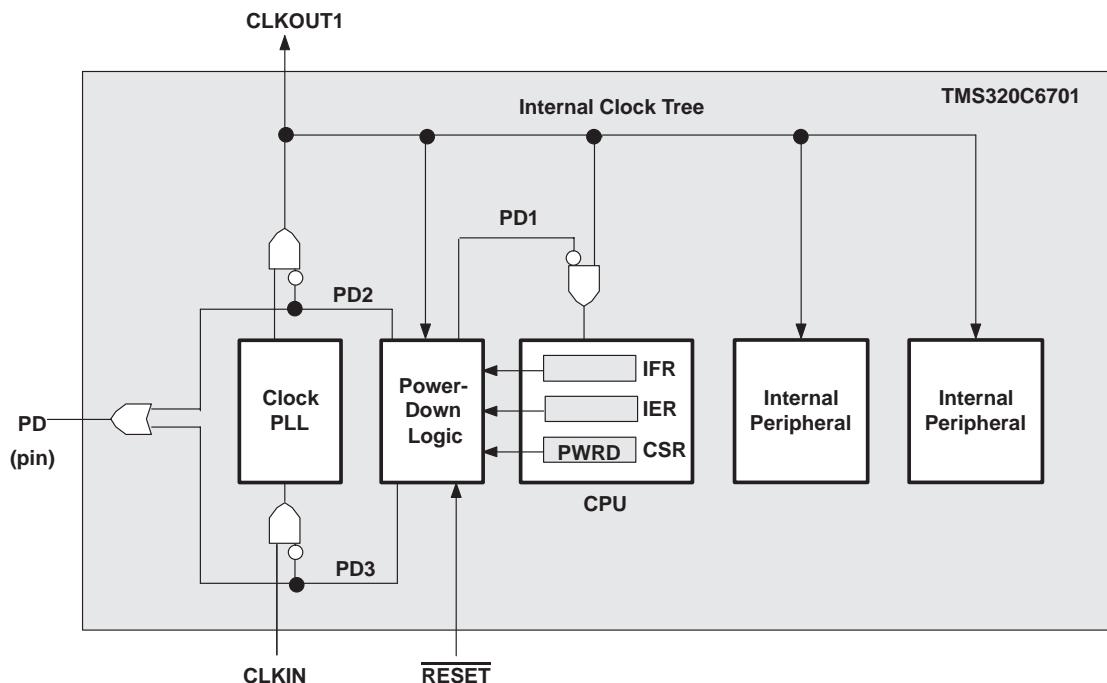 CLKOUT1
TMS320C6701
Internal Clock Tree
PD1
PD2
Clock
PLL
Power-
Down
Logic
IFR
IER
PWRD
CSR
CPU
Internal
Peripheral
Internal
Peripheral
PD
(pin)
PD3
CLKIN
RESET